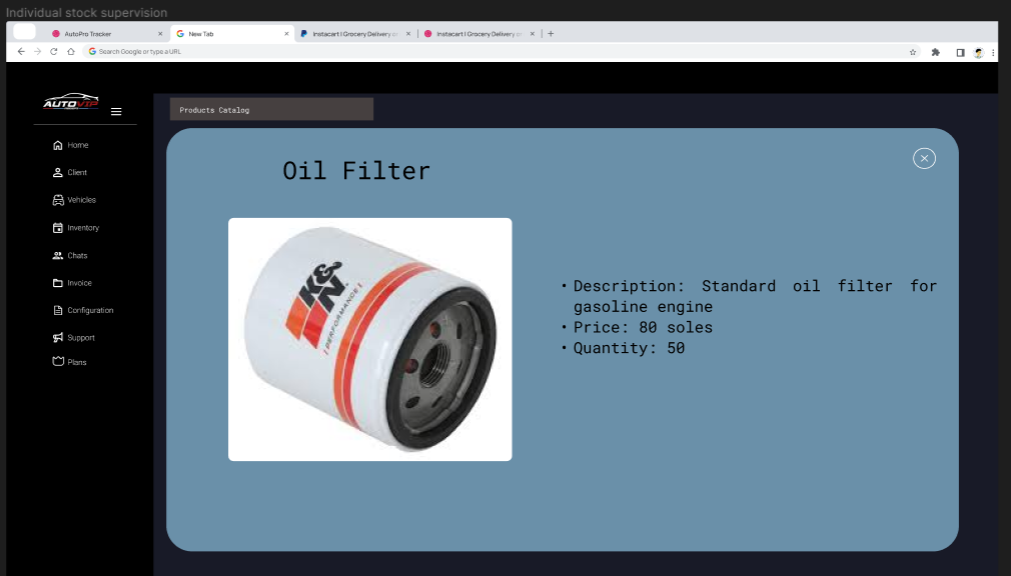 Individual stock supervision
AutoPro Tracker
New Tab
Instacart | Grocery Delivery or
Instacart | Grocery Delivery or
Search Google or type a URL
AUTOVIP
Products Catalog
Home
Client
Vehicles
Inventory
Chats
Invoice
Configuration
Support
Plans
Oil Filter
K&N
PERFORMANCE
• Description: Standard oil filter for
gasoline engine
• Price: 80 soles
• Quantity: 50